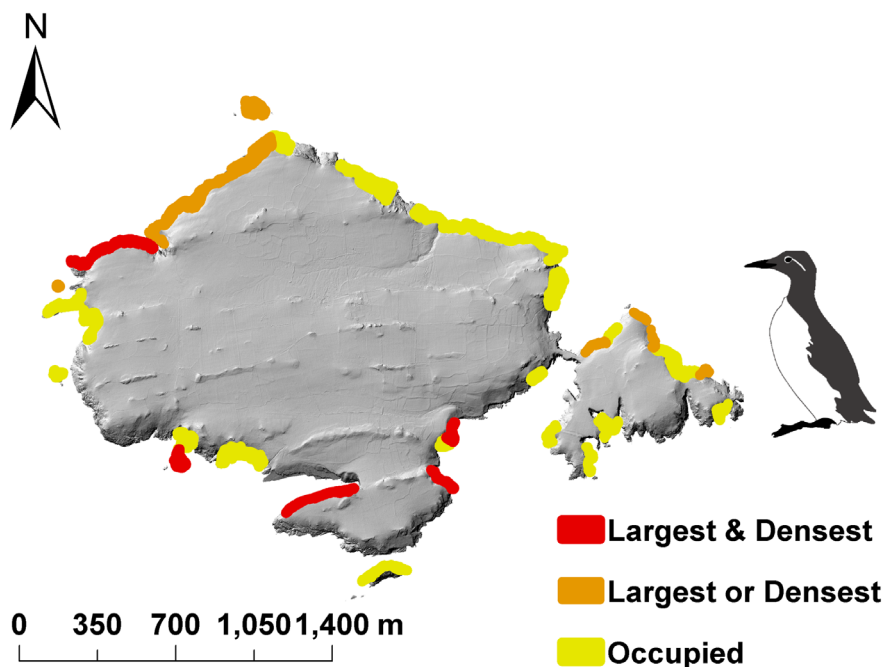 N
Largest & Densest
Largest or Densest
Occupied
0 350 700 1,050 1,400 m